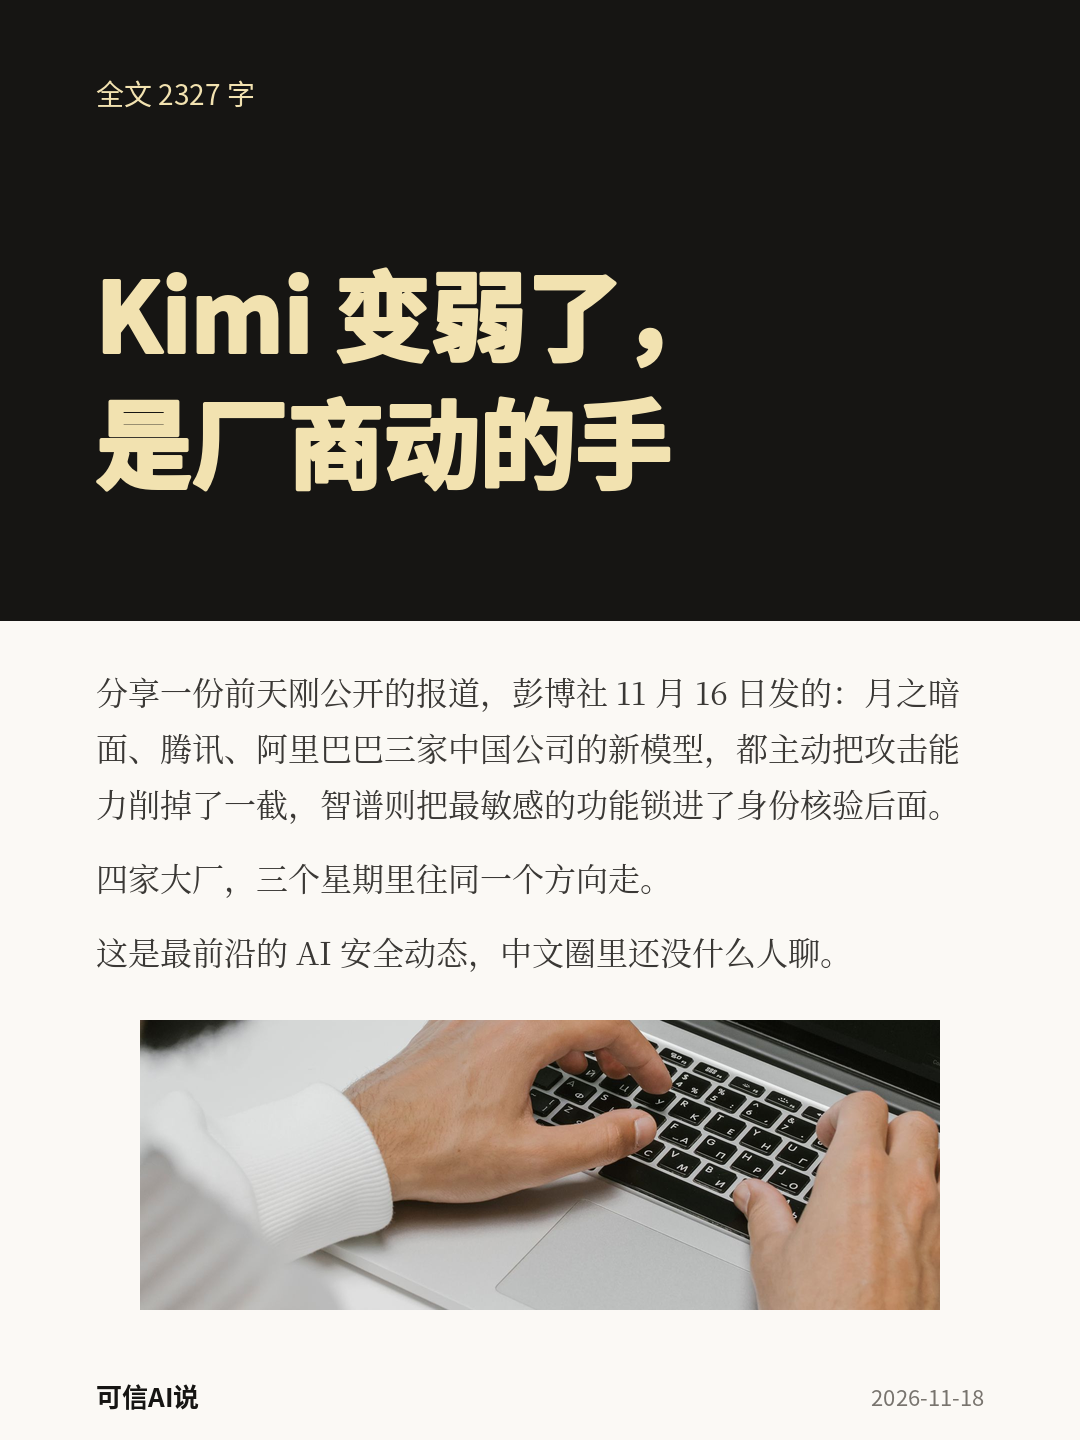 全文 2327 字
Kimi 变弱了，
是厂商动的手
分享一份前天刚公开的报道，彭博社 11 月 16 日发的：月之暗
面、腾讯、阿里巴巴三家中国公司的新模型，都主动把攻击能
力削掉了一截，智谱则把最敏感的功能锁进了身份核验后面。
四家大厂，三个星期里往同一个方向走。
这是最前沿的 AI 安全动态，中文圈里还没什么人聊。
可信AI说
2026-11-18